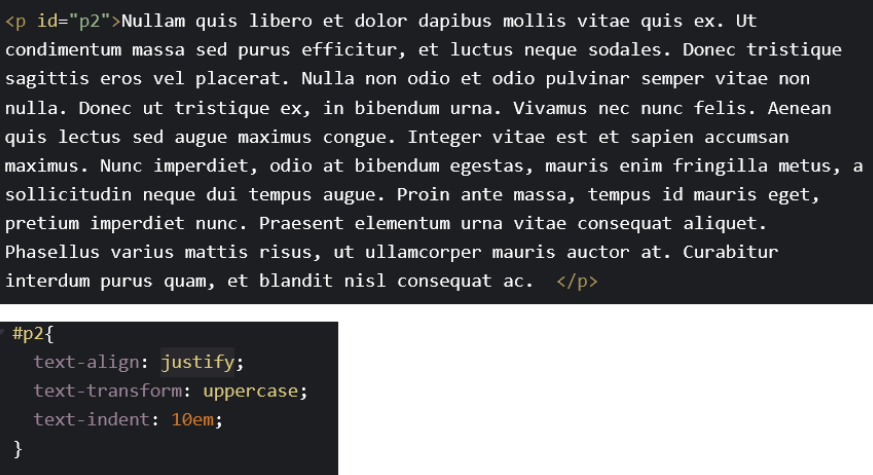 <p id="p2">Nullam quis libero et dolor dapibus mollis vitae quis ex. Ut
condimentum massa sed purus efficitur, et luctus neque sodales. Donec tristique
sagittis eros vel placerat. Nulla non odio et odio pulvinar semper vitae non
nulla. Donec ut tristique ex, in bibendum urna. Vivamus nec nunc felis. Aenean
quis lectus sed augue maximus congue. Integer vitae est et sapien accumsan
maximus. Nunc imperdiet, odio at bibendum egestas, mauris enim fringilla metus, a
sollicitudin neque dui tempus augue. Proin ante massa, tempus id mauris eget,
pretium imperdiet nunc. Praesent elementum urna vitae consequat aliquet.
Phasellus varius mattis risus, ut ullamcorper mauris auctor at. Curabitur
interdum purus quam, et blandit nisl consequat ac.  </p>
#p2{
  text-align: justify;
  text-transform: uppercase;
  text-indent: 10em;
}